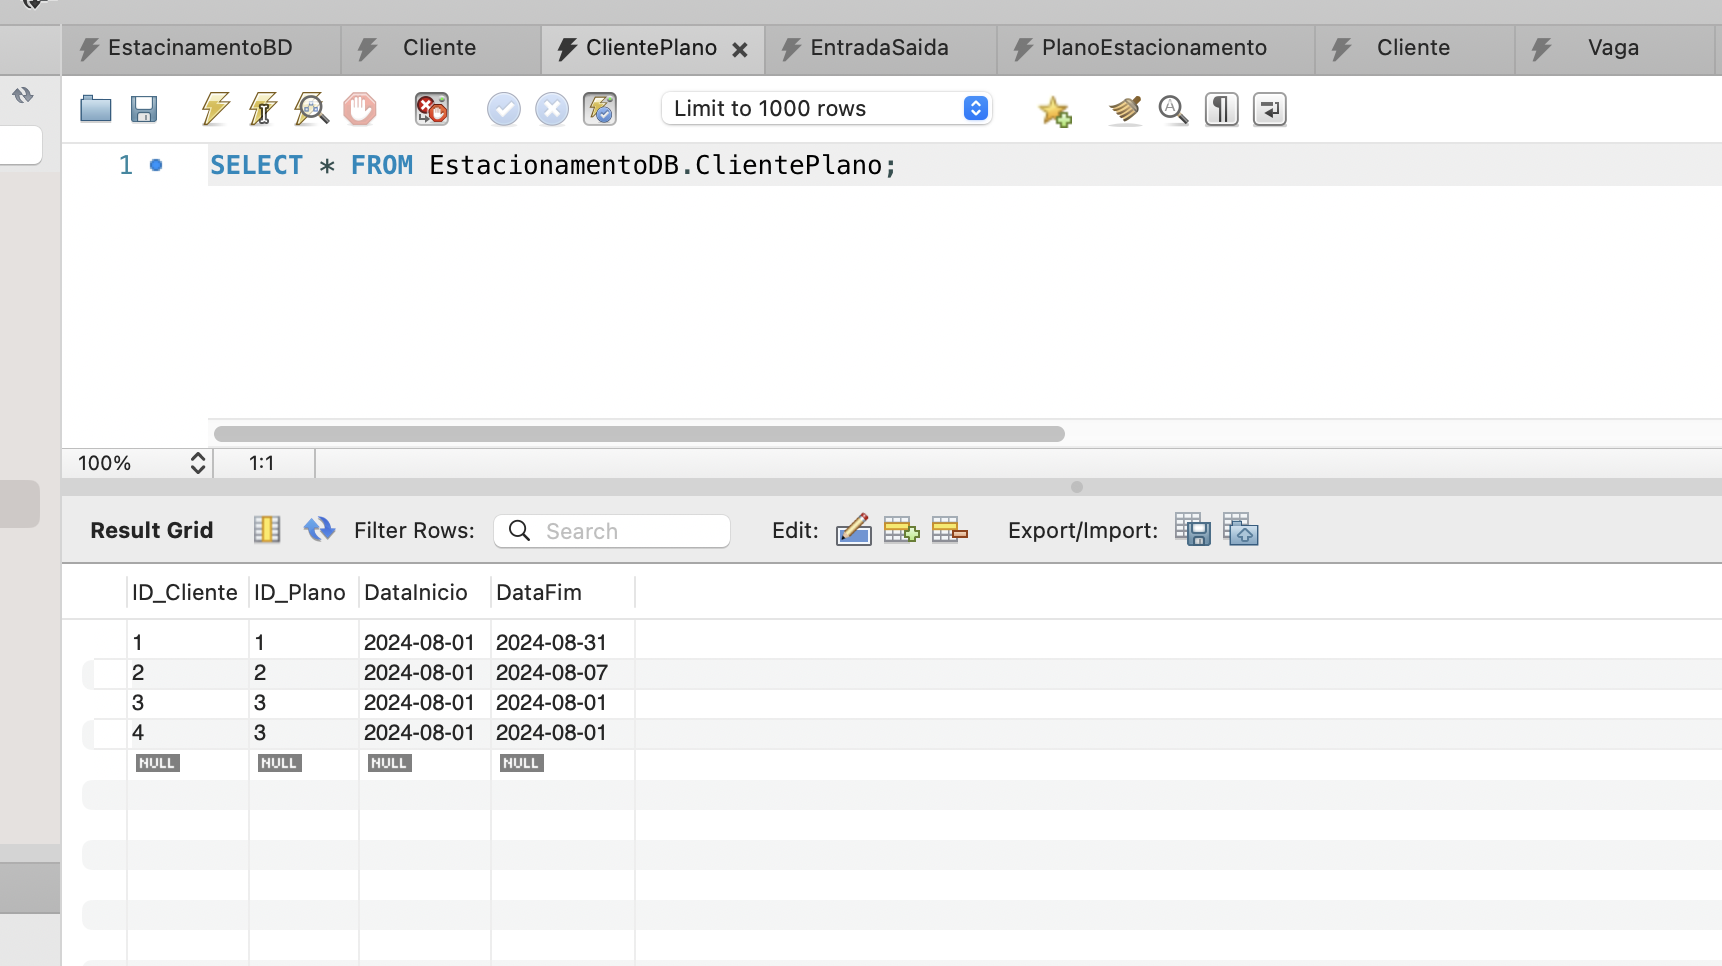 EstacinamentoBD Cliente ClientePlano EntradaSaida PlanoEstacionamento Cliente Vaga
Limit to 1000 rows
1 SELECT * FROM EstacionamentoDB.ClientePlano;
100% 1:1
Result Grid Filter Rows: Search Edit: Export/Import:
ID_Cliente ID_Plano DataInicio DataFim
1 1 2024-08-01 2024-08-31
2 2 2024-08-01 2024-08-07
3 3 2024-08-01 2024-08-01
4 3 2024-08-01 2024-08-01
NULL NULL NULL NULL